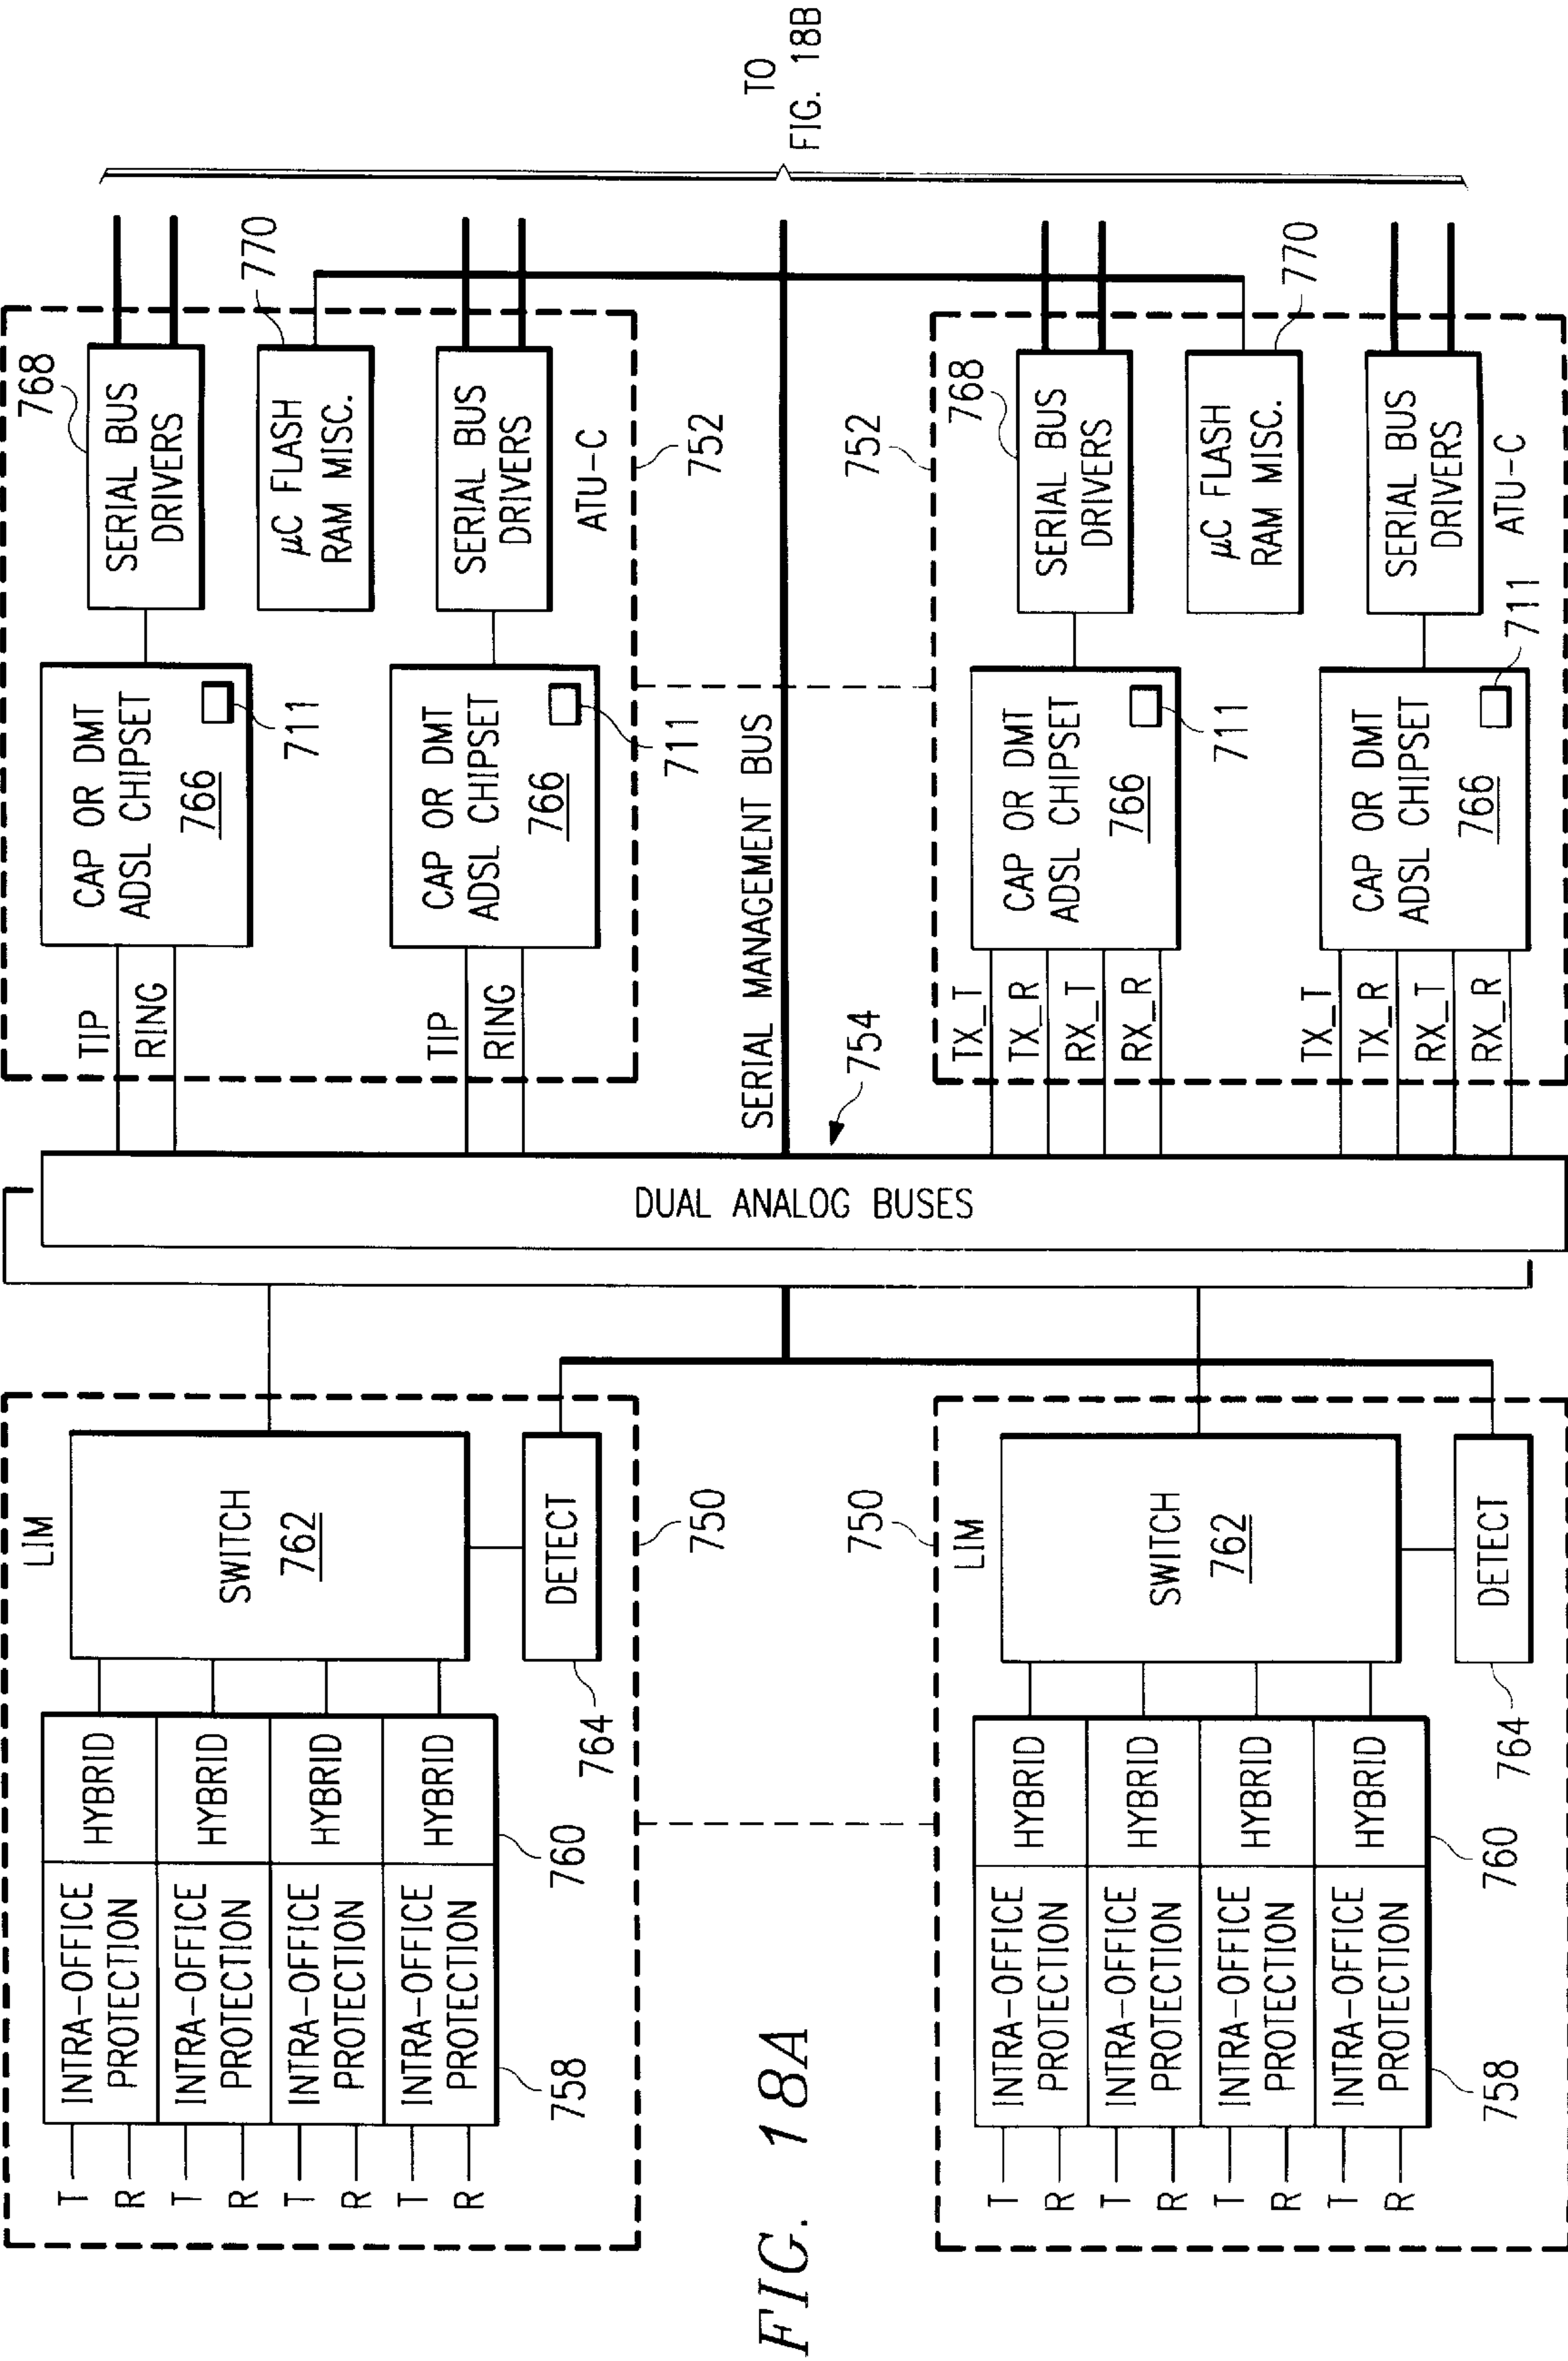 LIM
T
R
T
R
T
R
T
R
INTRA-OFFICE
PROTECTION
INTRA-OFFICE
PROTECTION
INTRA-OFFICE
PROTECTION
INTRA-OFFICE
PROTECTION
758
HYBRID
HYBRID
HYBRID
HYBRID
760
SWITCH
762
DETECT
764
750
DUAL ANALOG BUSES
754
SERIAL MANAGEMENT BUS
TIP
RING
TIP
RING
CAP OR DMT
ADSL CHIPSET
766
711
CAP OR DMT
ADSL CHIPSET
766
711
SERIAL BUS
DRIVERS
768
µC FLASH
RAM MISC.
770
SERIAL BUS
DRIVERS
ATU-C
752
TO
FIG. 18B
750
LIM
T
R
T
R
T
R
T
R
INTRA-OFFICE
PROTECTION
INTRA-OFFICE
PROTECTION
INTRA-OFFICE
PROTECTION
INTRA-OFFICE
PROTECTION
758
HYBRID
HYBRID
HYBRID
HYBRID
760
SWITCH
762
DETECT
764
752
TX_T
TX_R
RX_T
RX_R
TX_T
TX_R
RX_T
RX_R
CAP OR DMT
ADSL CHIPSET
766
711
CAP OR DMT
ADSL CHIPSET
766
711
768
SERIAL BUS
DRIVERS
µC FLASH
RAM MISC.
770
SERIAL BUS
DRIVERS
ATU-C
FIG. 18A